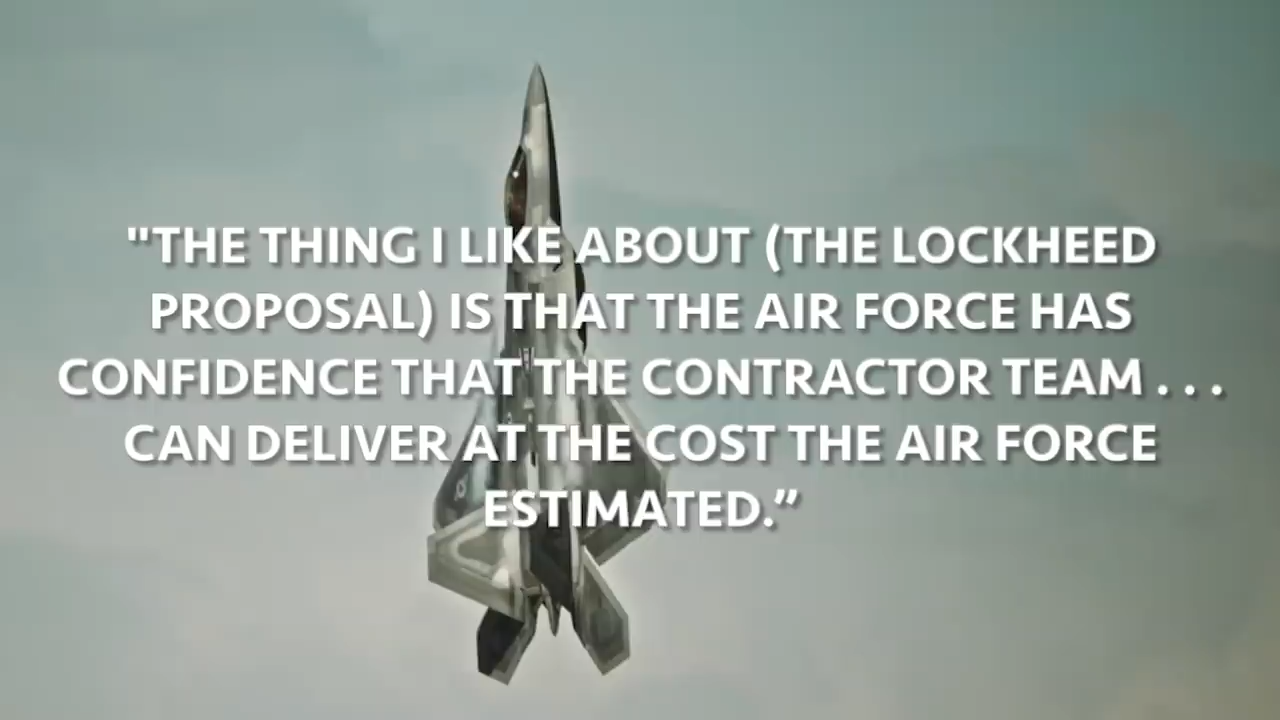 "THE THING I LIKE ABOUT (THE LOCKHEED
PROPOSAL) IS THAT THE AIR FORCE HAS
CONFIDENCE THAT THE CONTRACTOR TEAM . . .
CAN DELIVER AT THE COST THE AIR FORCE
ESTIMATED.”